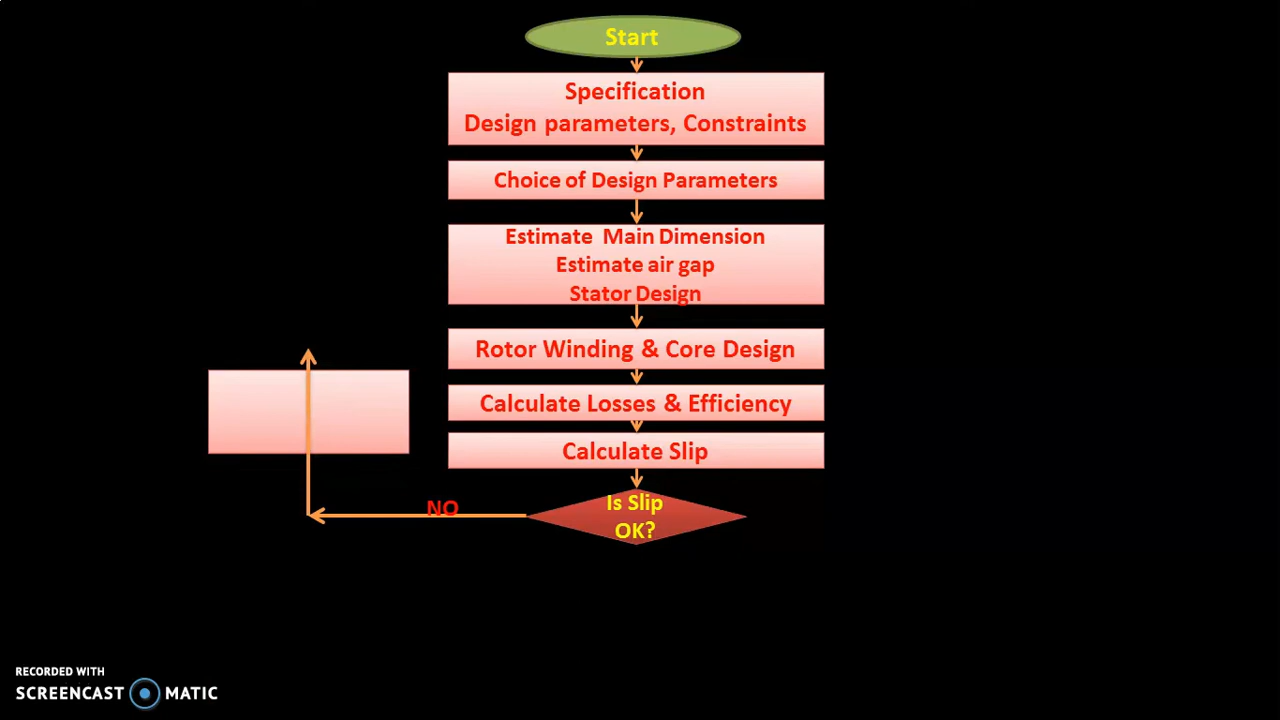 Start
Specification
Design parameters, Constraints
Choice of Design Parameters
Estimate Main Dimension
Estimate air gap
Stator Design
Rotor Winding & Core Design
Calculate Losses & Efficiency
Calculate Slip
Is Slip
OK?
NO
RECORDED WITH
SCREENCAST MATIC